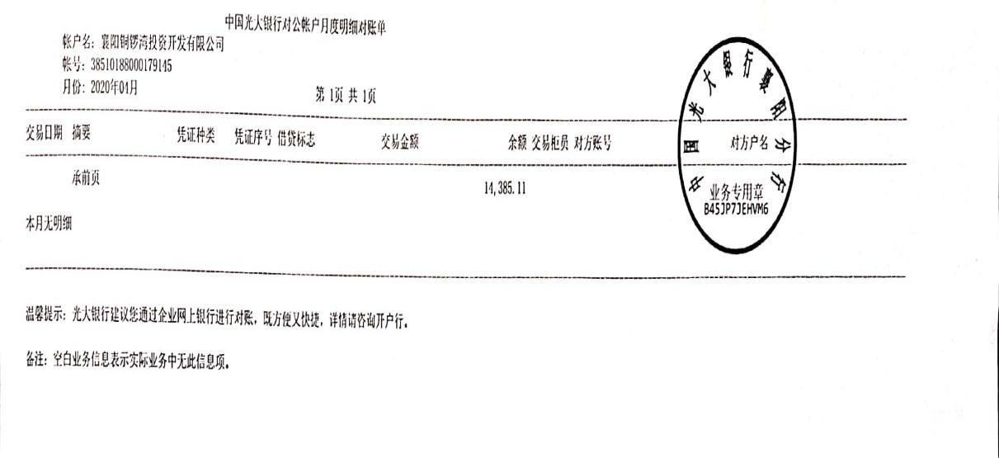 中国光大银行对公帐户月度明细对账单
帐户名：襄阳铜锣湾投资开发有限公司
帐号：38510188000179145
月份：2020年04月
第 1页 共 1页
交易日期 摘要 凭证种类 凭证序号 借贷标志 交易金额 余额 交易柜员 对方账号 对方户名
承前页 14,385.11
本月无明细
中国光大银行襄阳分行
业务专用章
B45JP7JEHVM6
温馨提示：光大银行建议您通过企业网上银行进行对账，既方便又快捷，详情请咨询开户行。
备注：空白业务信息表示实际业务中无此信息项。